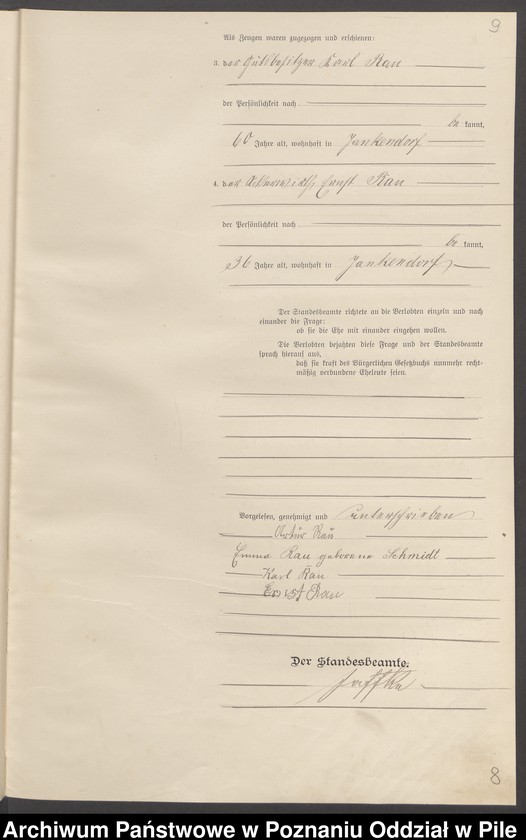 9
Als Zeugen waren zugezogen und erschienen:
3. der Gutsbesitzer Karl Rau
der Persönlichkeit nach
be kannt,
60 Jahre alt, wohnhaft in Jankendorf
4. der Ackerwirth Ernst Rau
der Persönlichkeit nach
be kannt,
36 Jahre alt, wohnhaft in Jankendorf
Der Standesbeamte richtete an die Verlobten einzeln und nach
einander die Frage:
ob sie die Ehe mit einander eingehen wollen.
Die Verlobten bejahten diese Frage und der Standesbeamte
sprach hierauf aus,
daß sie kraft des Bürgerlichen Gesetzbuchs nunmehr recht-
mäßig verbundene Eheleute seien.
Vorgelesen, genehmigt und unterschrieben
Artur Rau
Emma Rau geborene Schmidt
Karl Rau
Ernst Rau
Der Standesbeamte.
8
Archiwum Państwowe w Poznaniu Oddział w Pile